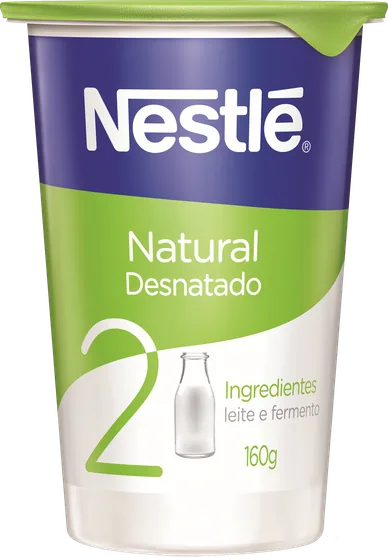 Nestlé®
Natural
Desnatado
2
Ingredientes
leite e fermento
160g